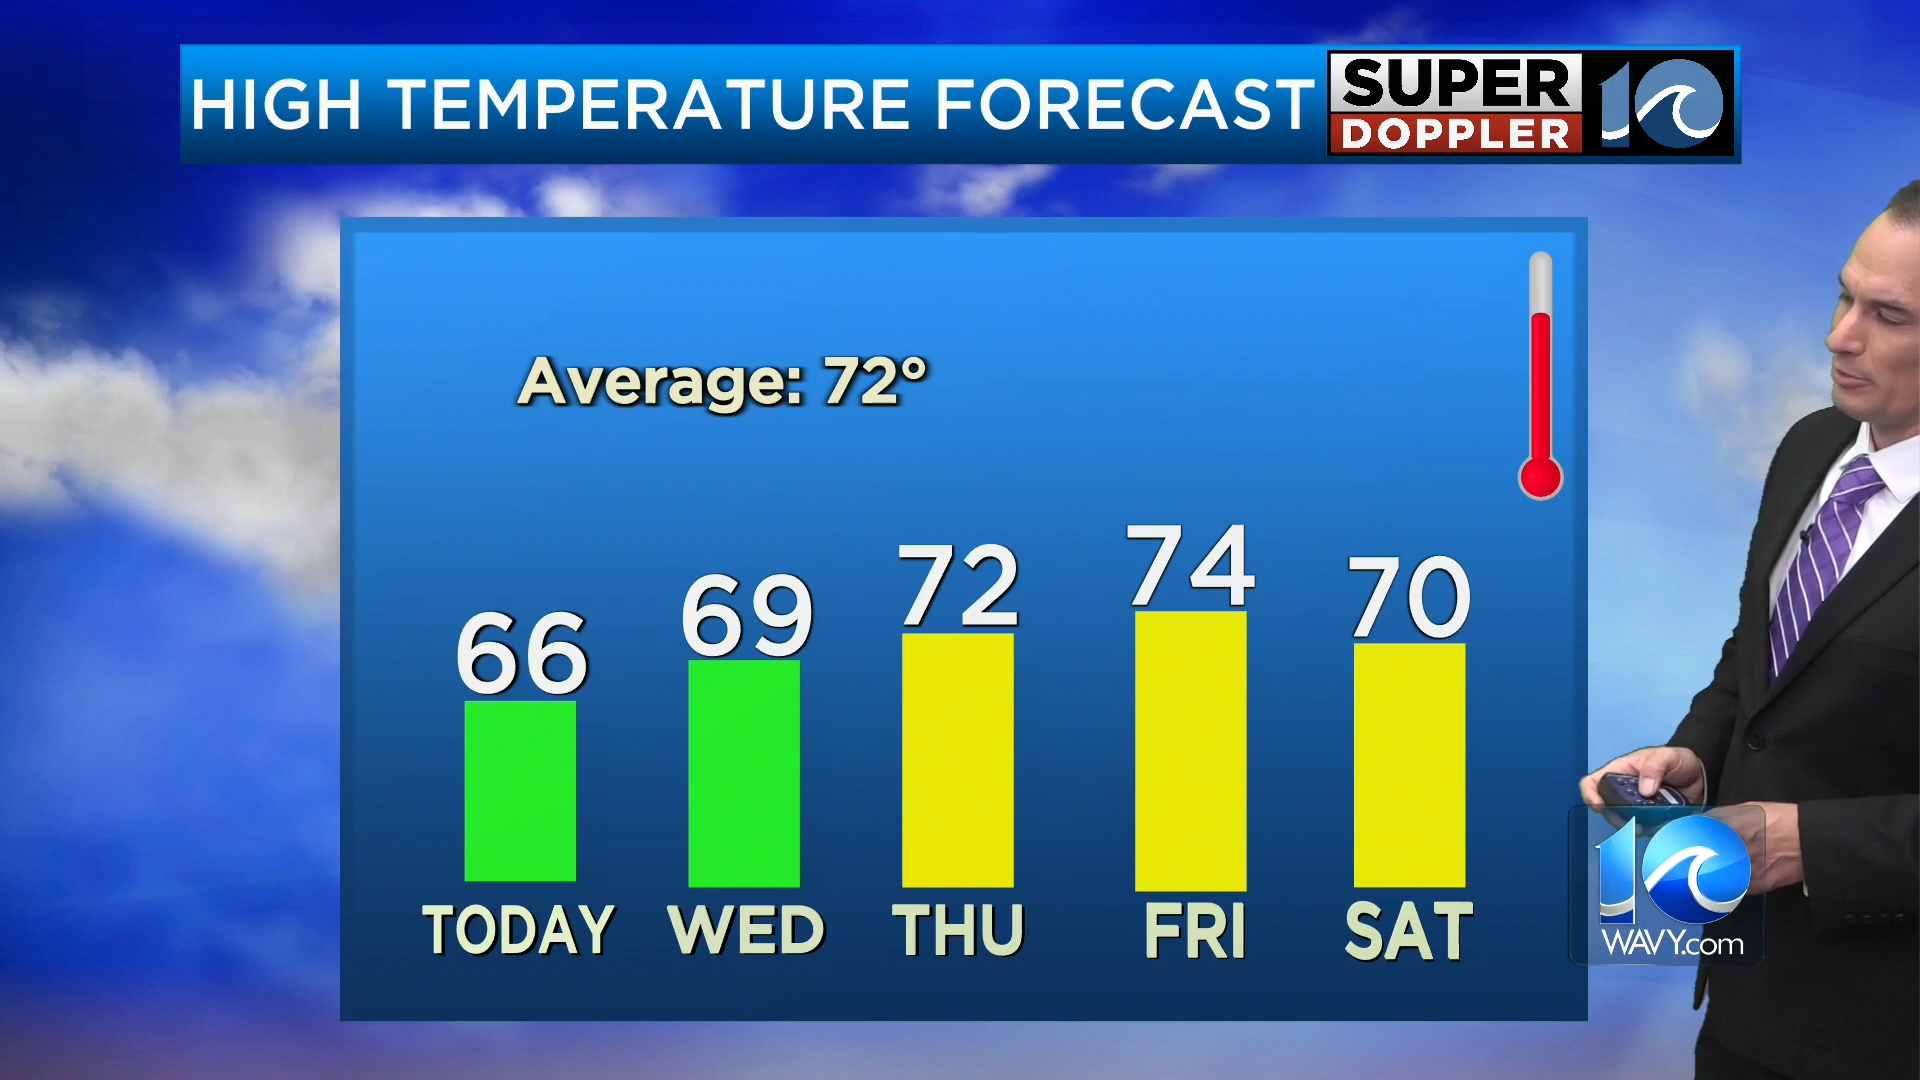 HIGH TEMPERATURE FORECAST
SUPER
DOPPLER
10
Average: 72°
66 69 72 74 70
TODAY WED THU FRI SAT
10
WAVY.com